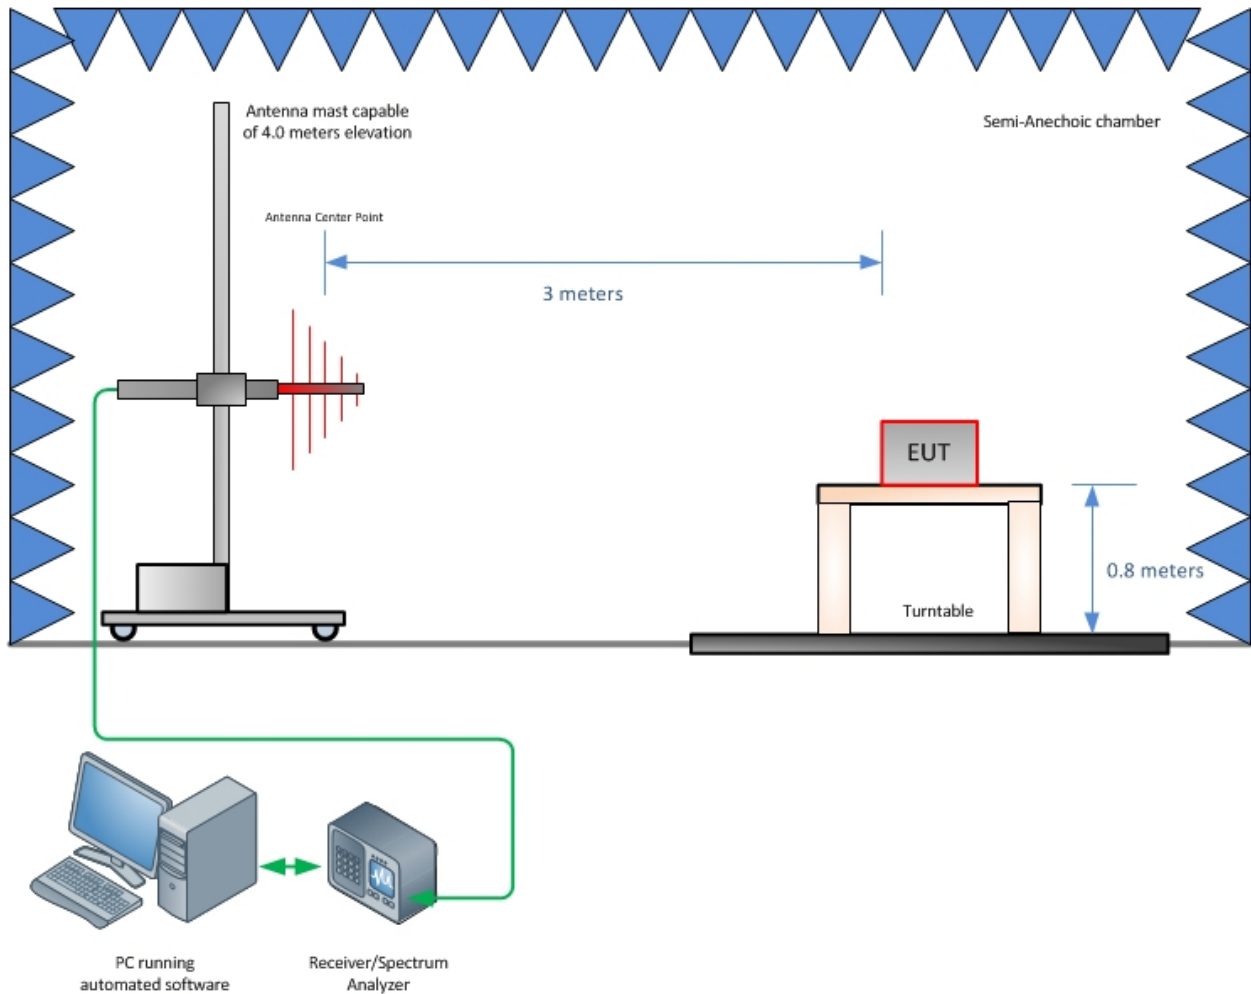 Antenna mast capable
of 4.0 meters elevation
Semi-Anechoic chamber
Antenna Center Point
3 meters
EUT
0.8 meters
Turntable
PC running
automated software
Receiver/Spectrum
Analyzer